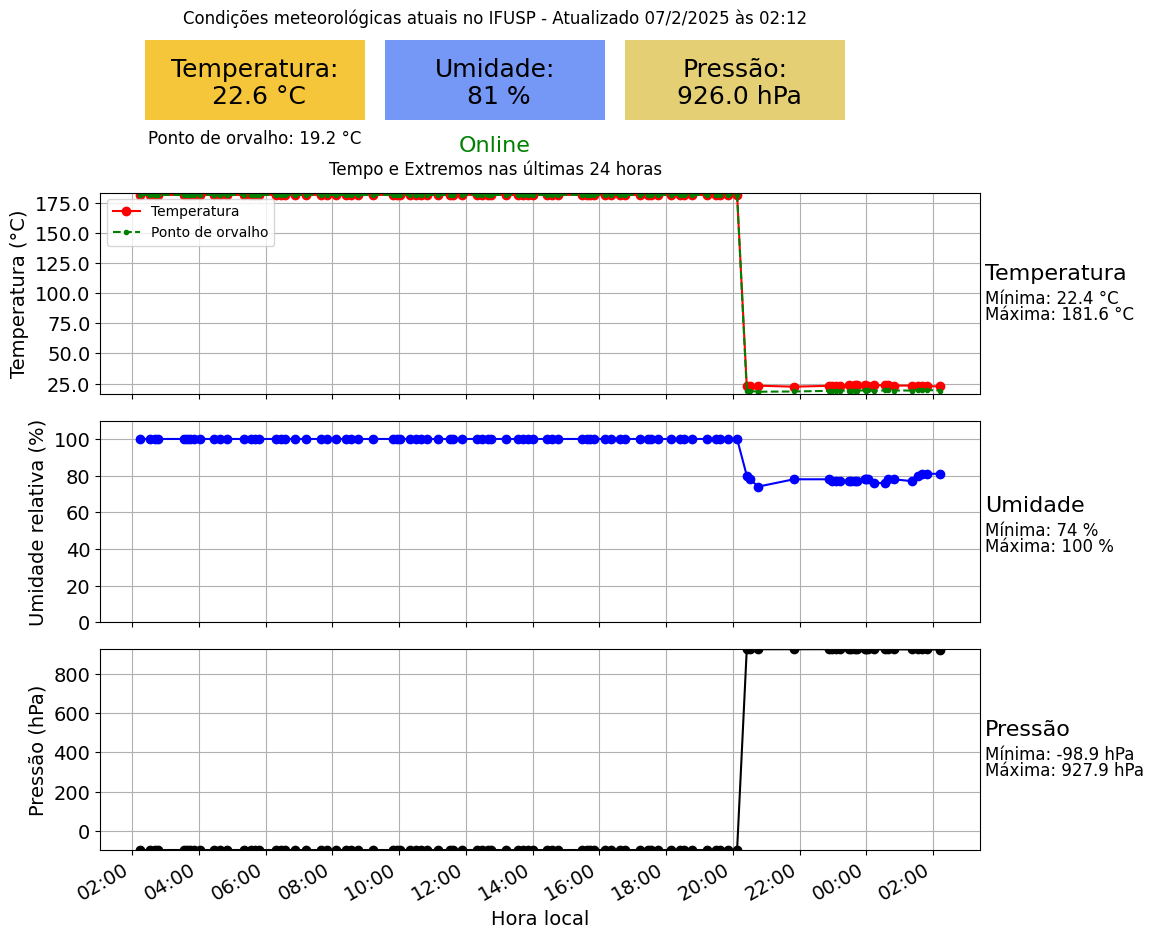 Condições meteorológicas atuais no IFUSP - Atualizado 07/2/2025 às 02:12
Temperatura:
22.6 °C
Umidade:
81 %
Pressão:
926.0 hPa
Ponto de orvalho: 19.2 °C
Online
Tempo e Extremos nas últimas 24 horas
Temperatura (°C)
175.0
150.0
125.0
100.0
75.0
50.0
25.0
Temperatura
Ponto de orvalho
Temperatura
Mínima: 22.4 °C
Máxima: 181.6 °C
Umidade relativa (%)
100
80
60
40
20
0
Umidade
Mínima: 74 %
Máxima: 100 %
Pressão (hPa)
800
600
400
200
0
Pressão
Mínima: -98.9 hPa
Máxima: 927.9 hPa
02:00 04:00 06:00 08:00 10:00 12:00 14:00 16:00 18:00 20:00 22:00 00:00 02:00
Hora local